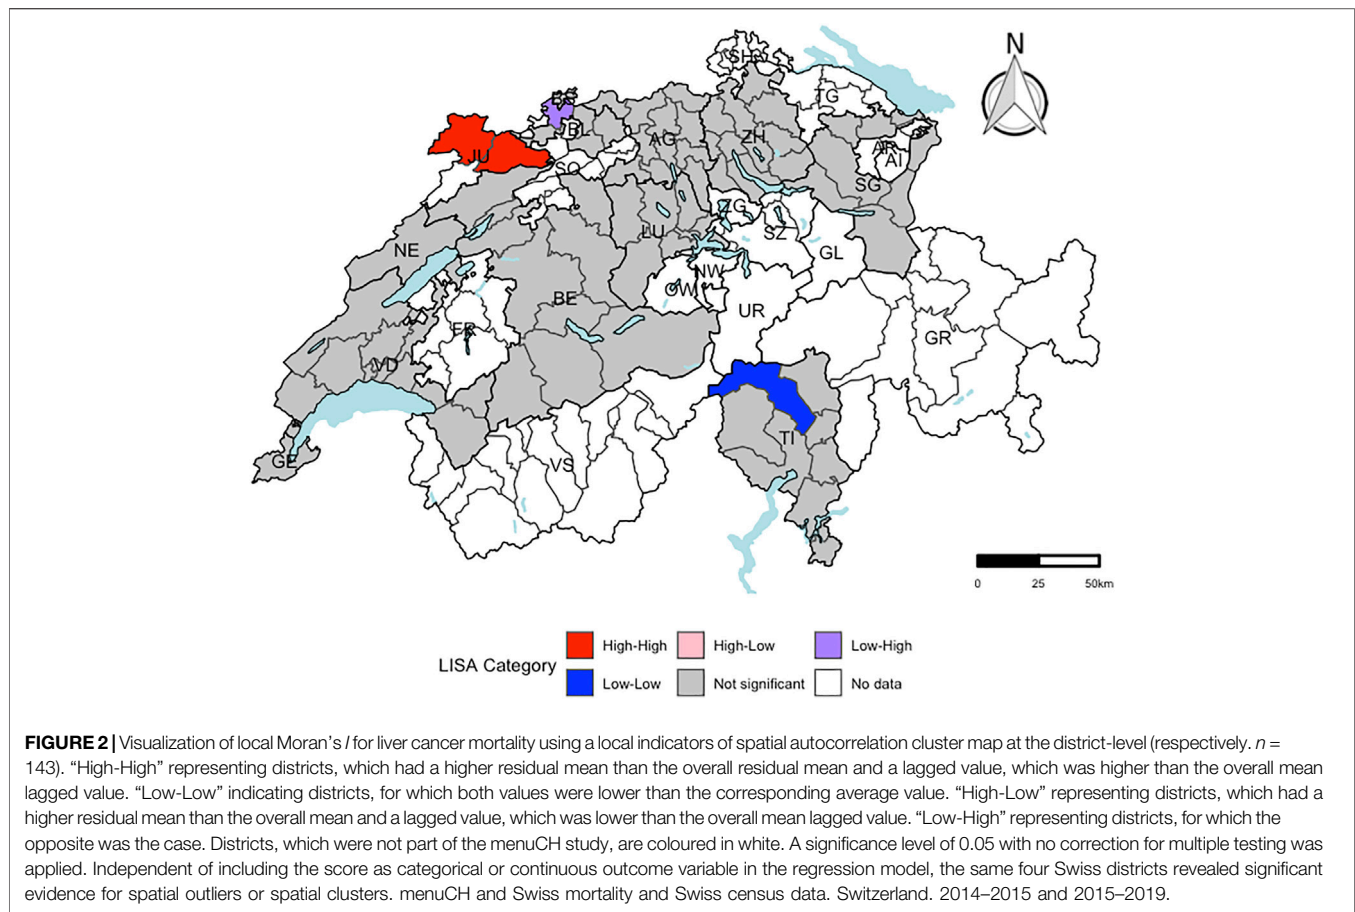 N
SH
TG
BS
BL
AG
ZH
JU
SO
AR
AI
SG
ZG
SZ
LU
NE
GL
NW
OW
BE
UR
FR
GR
VD
TI
GE
VS
0 25 50km
LISA Category
High-High
High-Low
Low-High
Low-Low
Not significant
No data
FIGURE 2 | Visualization of local Moran's I for liver cancer mortality using a local indicators of spatial autocorrelation cluster map at the district-level (respectively. n =
143). “High-High” representing districts, which had a higher residual mean than the overall residual mean and a lagged value, which was higher than the overall mean
lagged value. “Low-Low” indicating districts, for which both values were lower than the corresponding average value. “High-Low” representing districts, which had a
higher residual mean than the overall mean and a lagged value, which was lower than the overall mean lagged value. “Low-High” representing districts, for which the
opposite was the case. Districts, which were not part of the menuCH study, are coloured in white. A significance level of 0.05 with no correction for multiple testing was
applied. Independent of including the score as categorical or continuous outcome variable in the regression model, the same four Swiss districts revealed significant
evidence for spatial outliers or spatial clusters. menuCH and Swiss mortality and Swiss census data. Switzerland. 2014–2015 and 2015–2019.